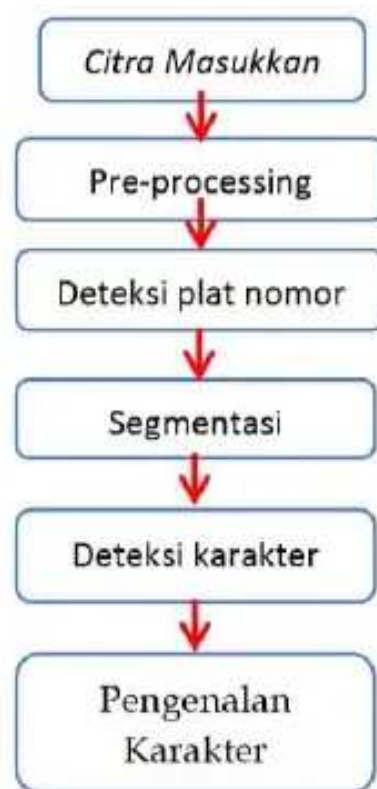 Citra Masukkan
Pre-processing
Deteksi plat nomor
Segmentasi
Deteksi karakter
Pengenalan
Karakter